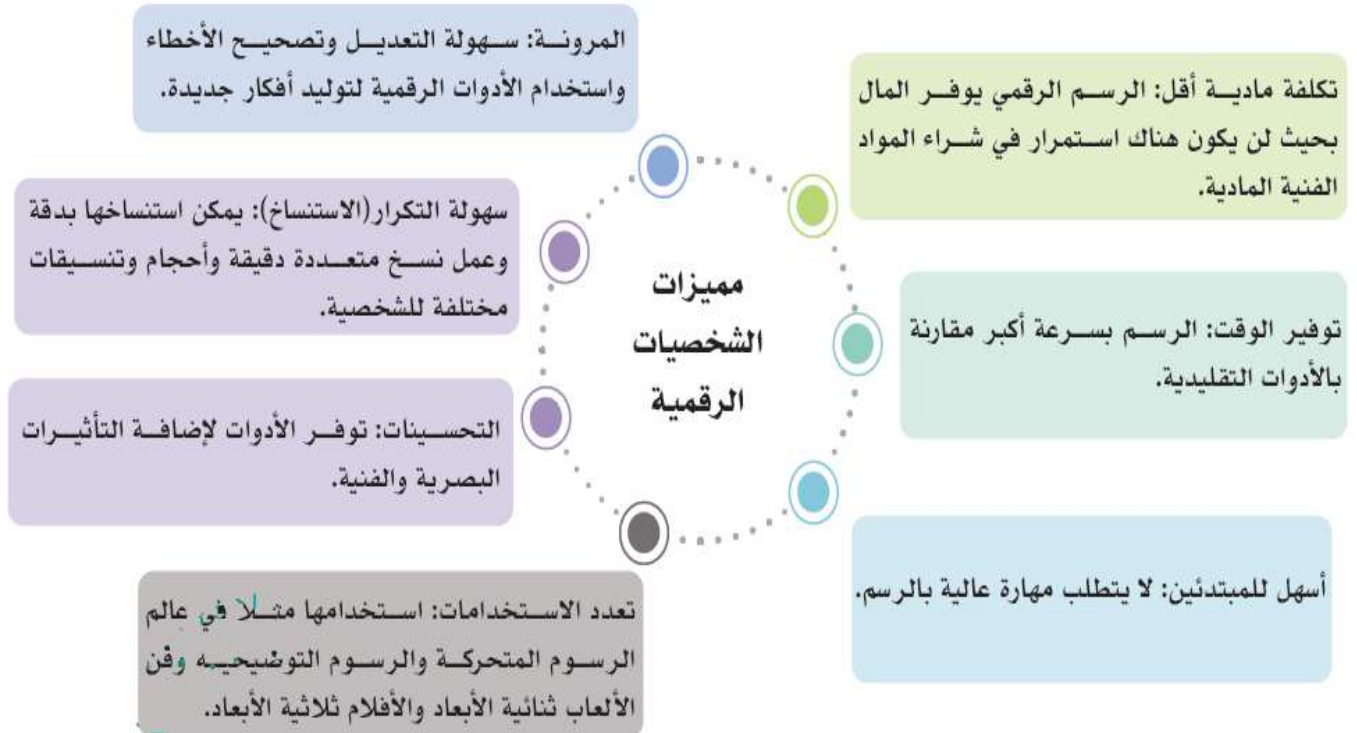 مميزات
الشخصيات
الرقمية
تكلفة مادية أقل: الرسم الرقمي يوفر المال
بحيث لن يكون هناك استمرار في شراء المواد
الفنية المادية.
توفير الوقت: الرسم بسرعة أكبر مقارنة
بالأدوات التقليدية.
أسهل للمبتدئين: لا يتطلب مهارة عالية بالرسم.
المرونة: سهولة التعديل وتصحيح الأخطاء
واستخدام الأدوات الرقمية لتوليد أفكار جديدة.
سهولة التكرار(الاستنساخ): يمكن استنساخها بدقة
وعمل نسخ متعددة دقيقة وأحجام وتنسيقات
مختلفة للشخصية.
التحسينات: توفر الأدوات لإضافة التأثيرات
البصرية والفنية.
تعدد الاستخدامات: استخدامها مثلا في عالم
الرسوم المتحركة والرسوم التوضيحيه وفن
الألعاب ثنائية الأبعاد والأفلام ثلاثية الأبعاد.